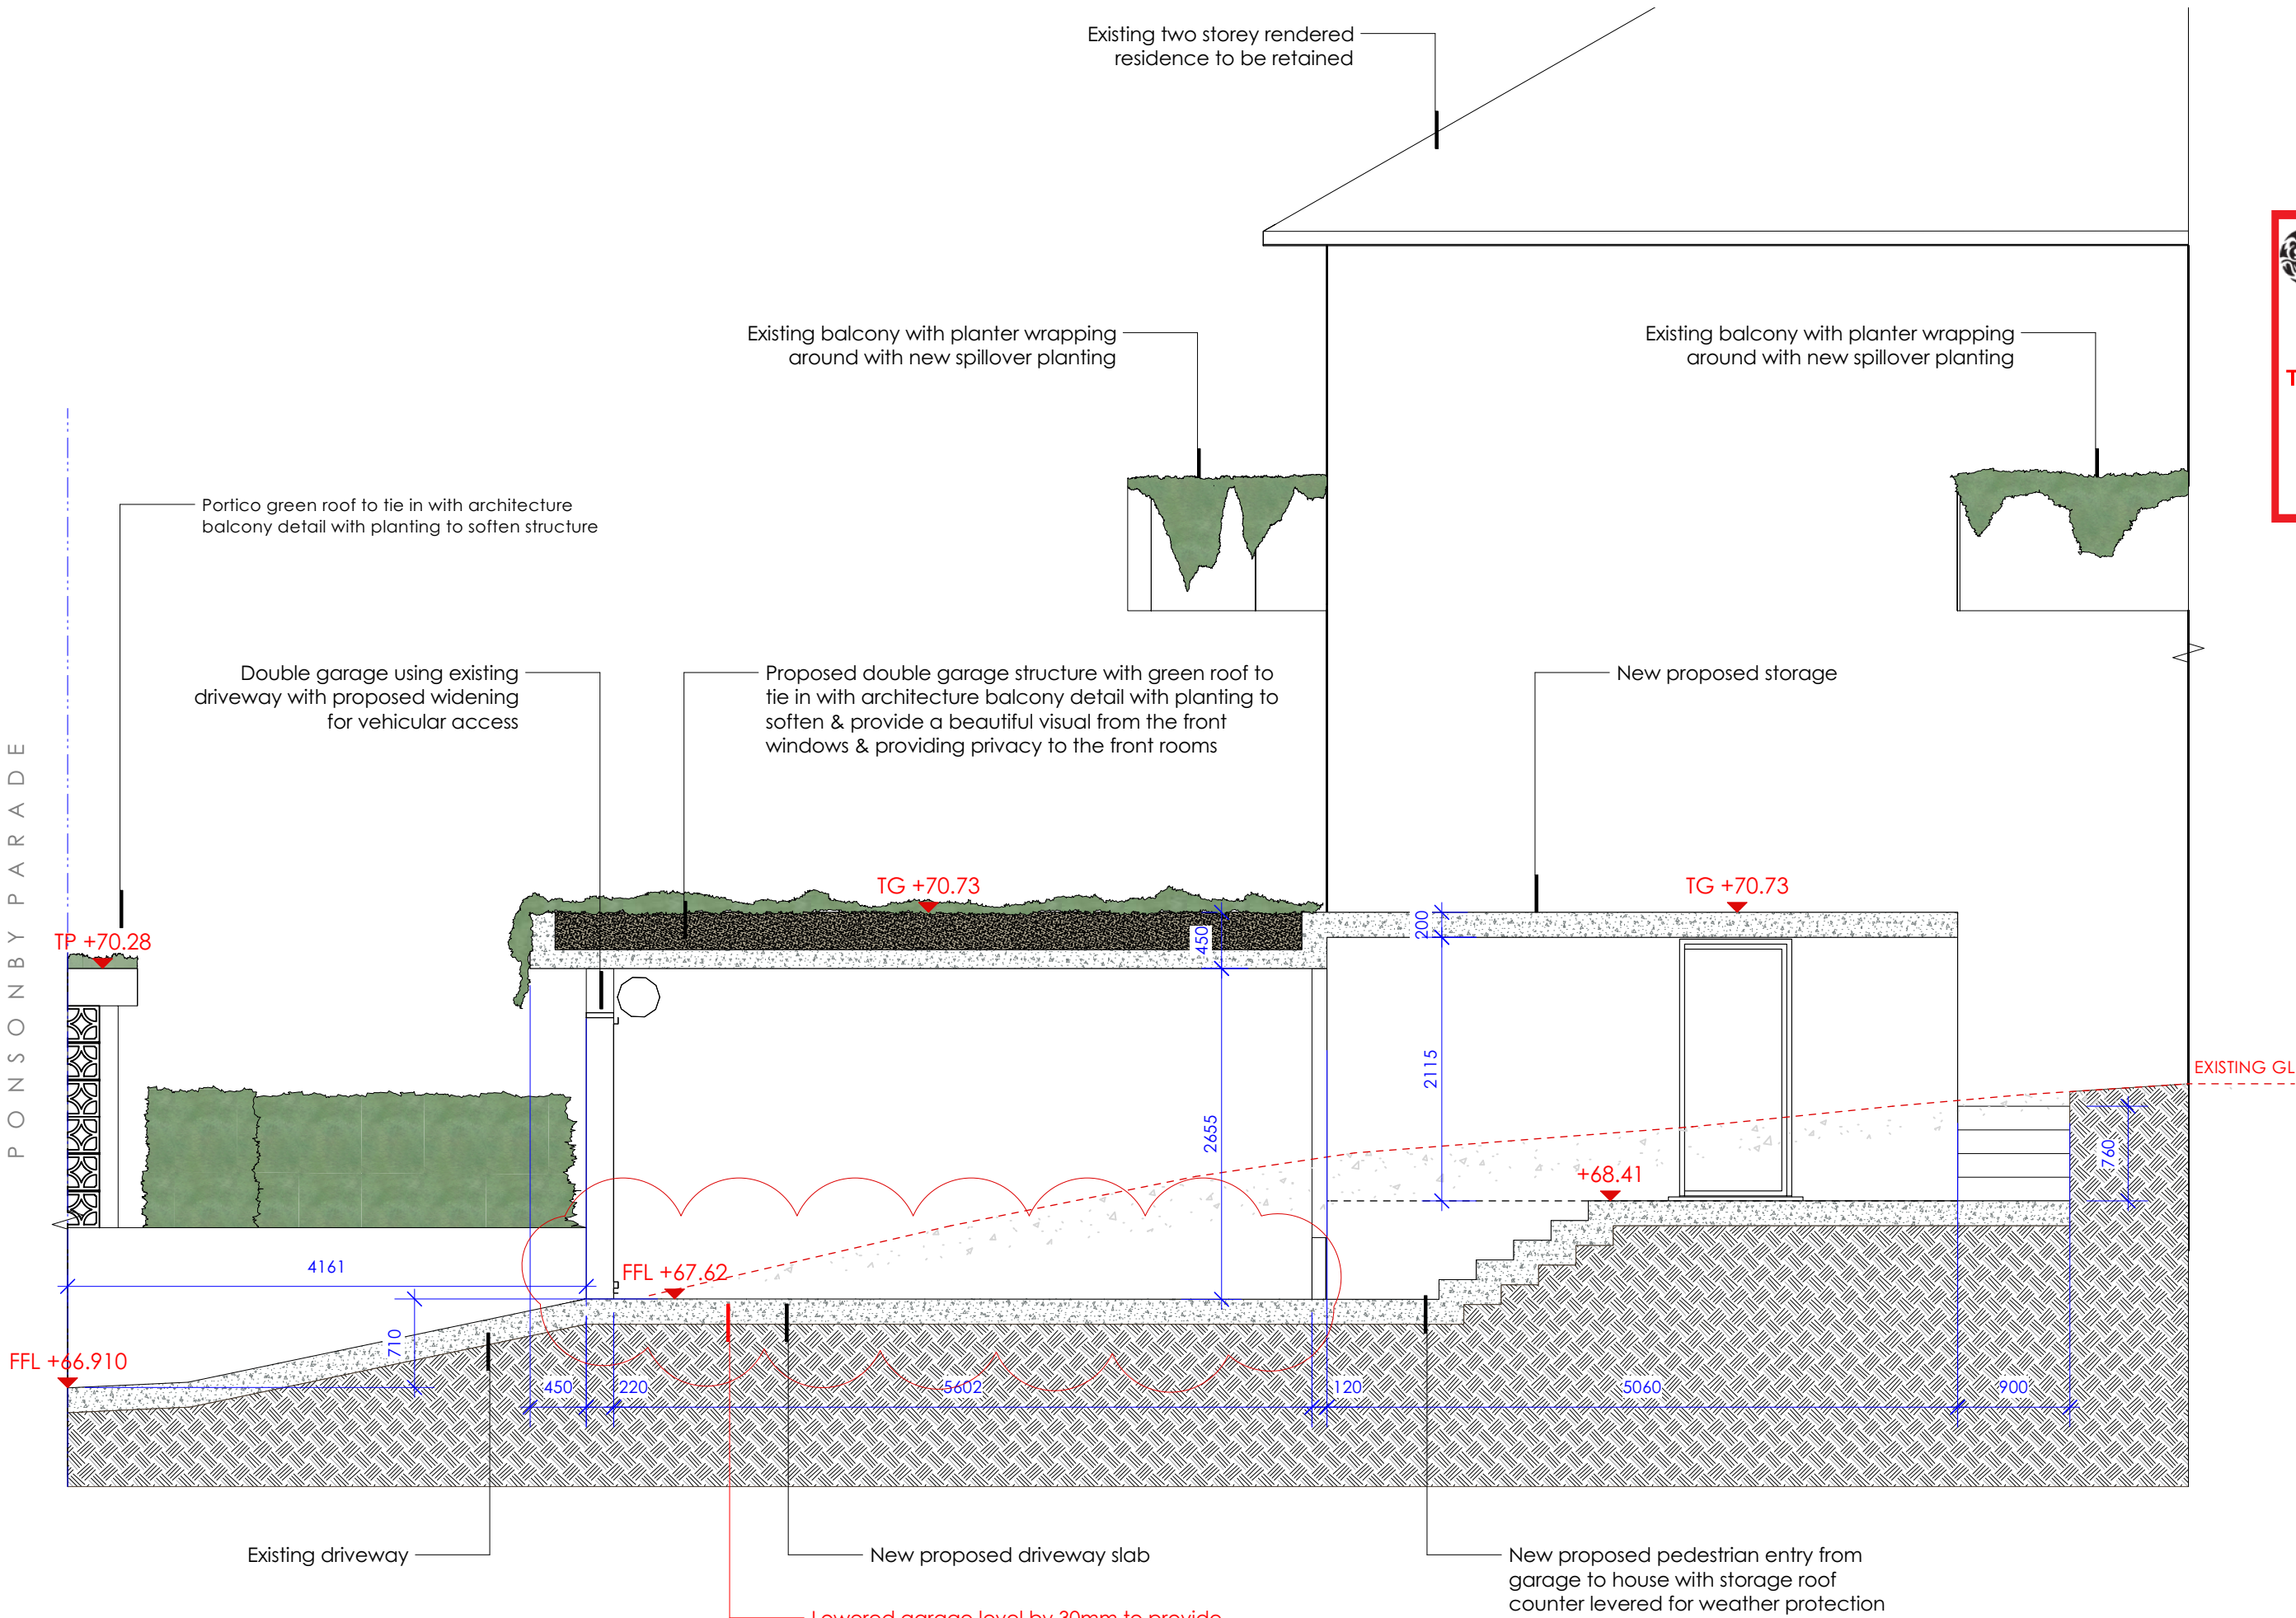 Existing two storey rendered
residence to be retained
Existing balcony with planter wrapping
around with new spillover planting
Existing balcony with planter wrapping
around with new spillover planting
T
Portico green roof to tie in with architecture
balcony detail with planting to soften structure
Double garage using existing
driveway with proposed widening
for vehicular access
Proposed double garage structure with green roof to
tie in with architecture balcony detail with planting to
soften & provide a beautiful visual from the front
windows & providing privacy to the front rooms
New proposed storage
PONSONBY PARADE
TG +70.73
TG +70.73
TP +70.28
450
200
2115
2655
EXISTING GL
760
+68.41
4161
FFL +67.62
710
FFL +66.910
450
220
5602
120
5060
900
Existing driveway
New proposed driveway slab
New proposed pedestrian entry from
garage to house with storage roof
counter levered for weather protection
Lowered garage level by 30mm to provide